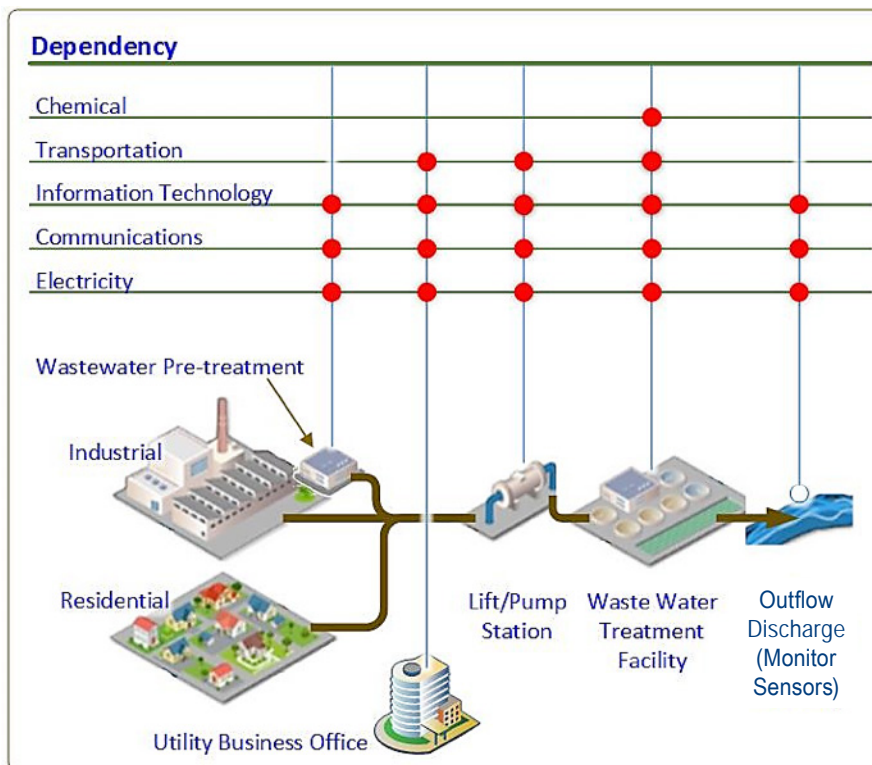 Dependency
Chemical
Transportation
Information Technology
Communications
Electricity
Wastewater Pre-treatment
Industrial
Residential
Lift/Pump
Station
Waste Water
Treatment
Facility
Outflow
Discharge
(Monitor
Sensors)
Utility Business Office